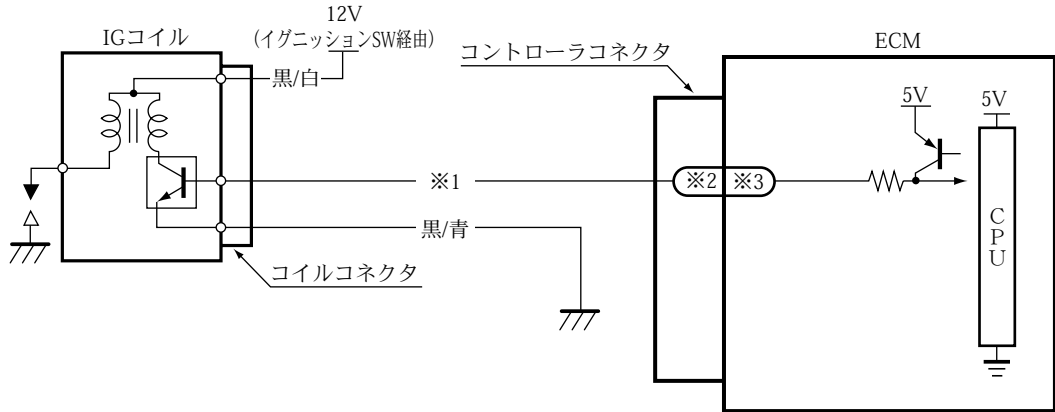 12V
IGコイル
(イグニッションSW経由)
ECM
コントローラコネクタ
黒/白
5V
5V
※1
※2
※3
黒/青
CPU
コイルコネクタ